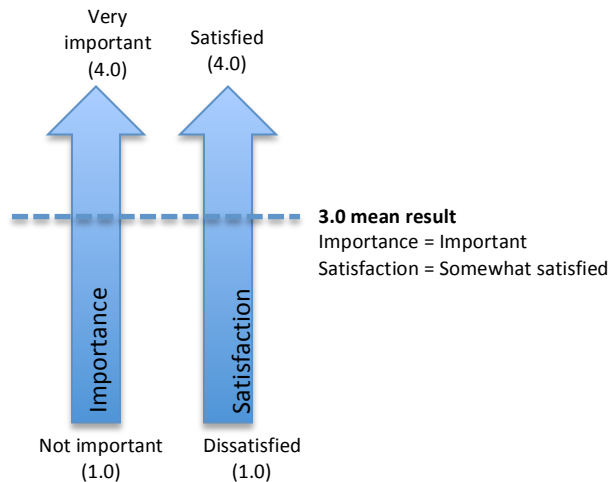 Very
important
(4.0)
Satisfied
(4.0)
3.0 mean result
Importance = Important
Satisfaction = Somewhat satisfied
Importance
Satisfaction
Not important
(1.0)
Dissatisfied
(1.0)